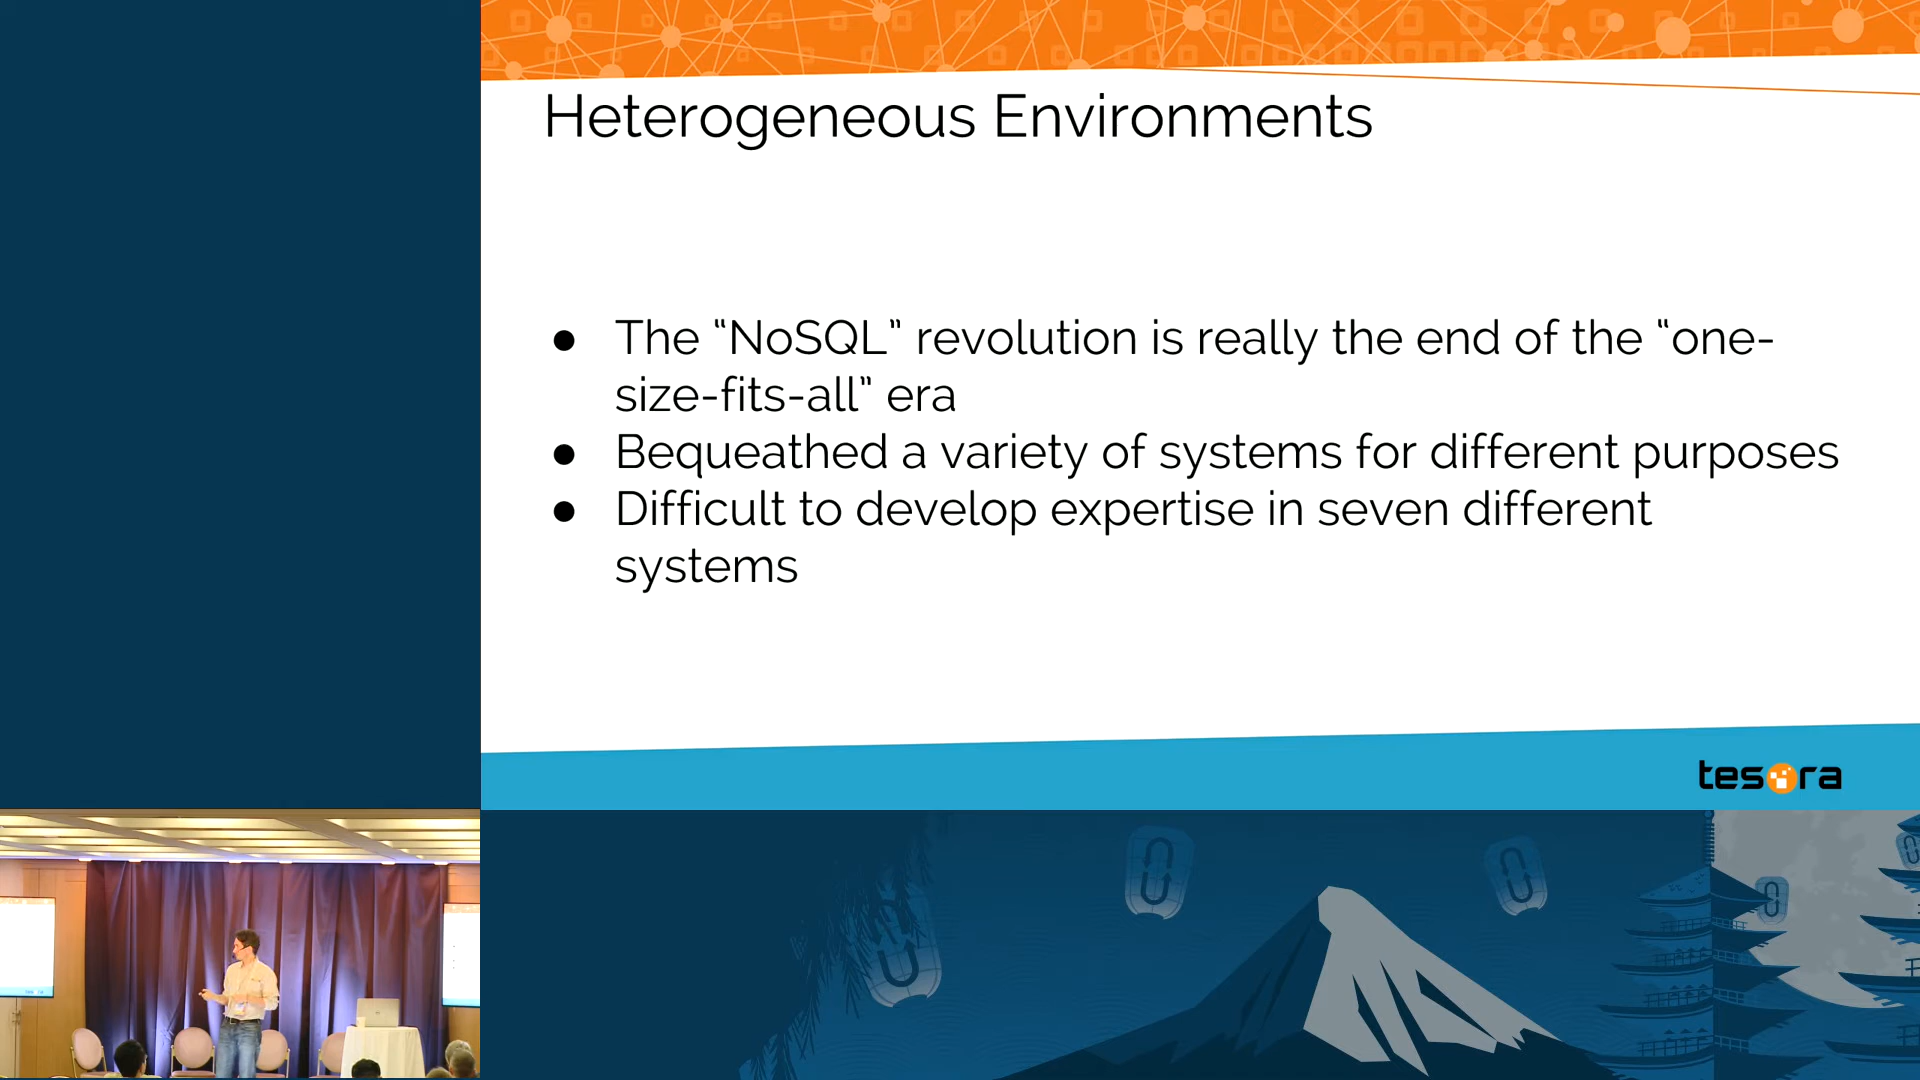 Heterogeneous Environments
● The “NoSQL” revolution is really the end of the “one-
size-fits-all” era
● Bequeathed a variety of systems for different purposes
● Difficult to develop expertise in seven different
systems
tesora